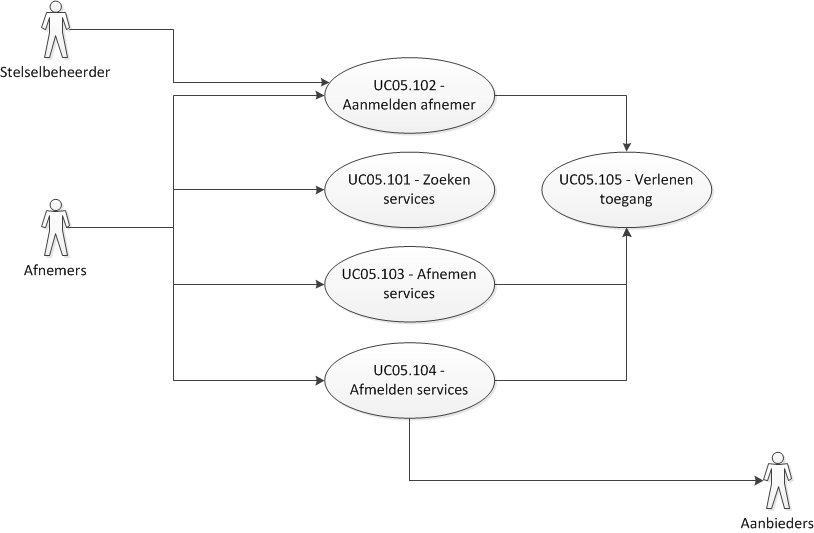 Stelselbeheerder
UC05.102 -
Aanmelden afnemer
UC05.101 - Zoeken
services
UC05.105 - Verlenen
toegang
Afnemers
UC05.103 - Afnemen
services
UC05.104 -
Afmelden services
Aanbieders